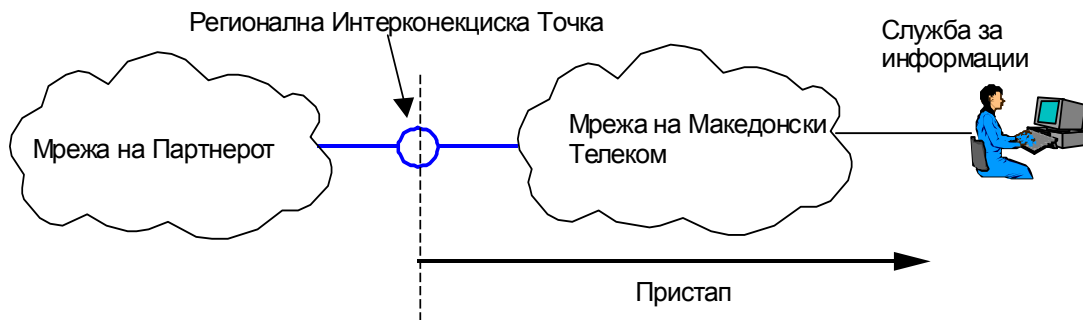 Регионална Интерконекциска Точка
Служба за
информации
Мрежа на Партнерот
Мрежа на Македонски
Телеком
Пристап